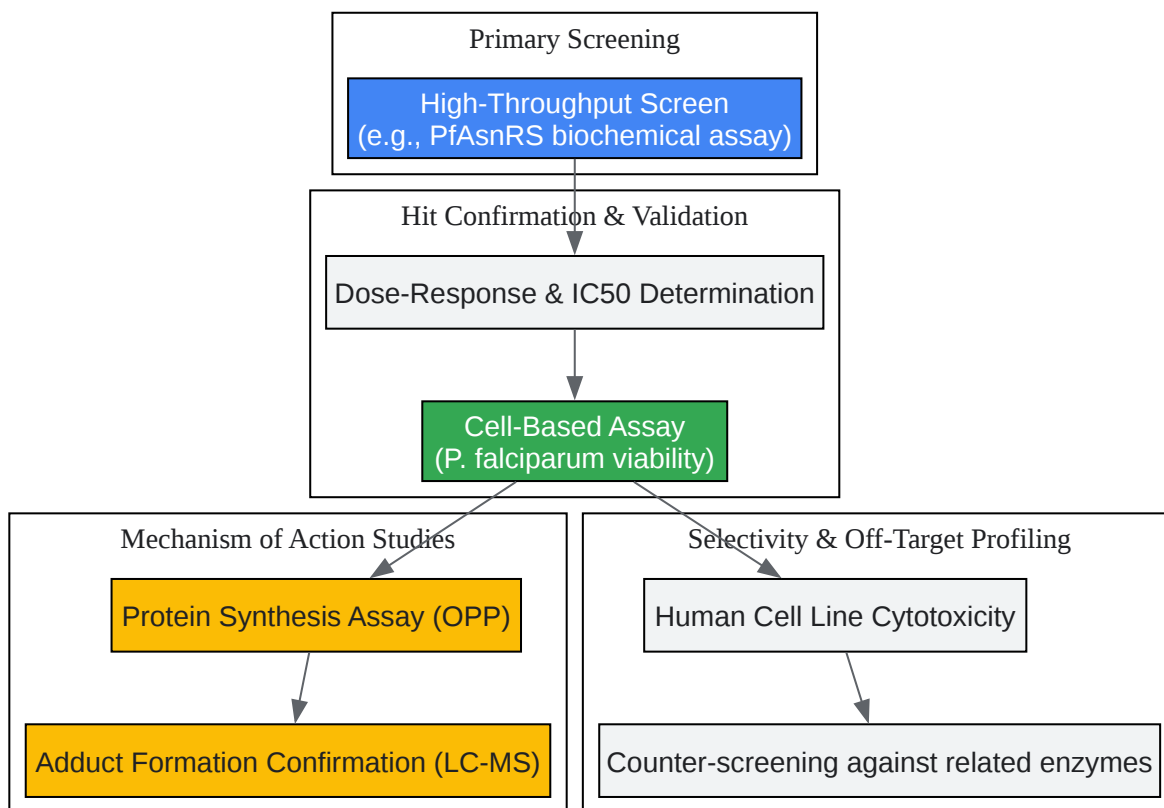 Primary Screening
High-Throughput Screen
(e.g., PfAsnRS biochemical assay)
Hit Confirmation & Validation
Dose-Response & IC50 Determination
Cell-Based Assay
(P. falciparum viability)
Mechanism of Action Studies
Protein Synthesis Assay (OPP)
Adduct Formation Confirmation (LC-MS)
Selectivity & Off-Target Profiling
Human Cell Line Cytotoxicity
Counter-screening against related enzymes